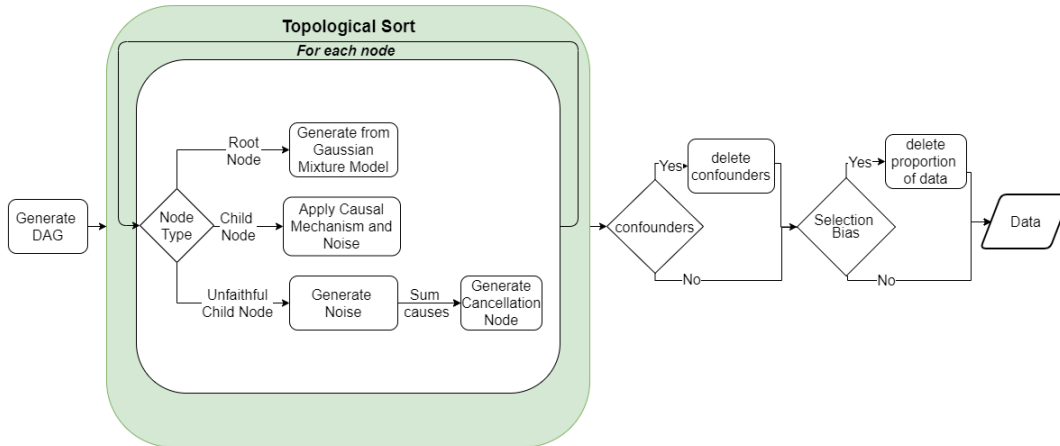 Topological Sort
For each node
Generate
DAG
Node
Type
Root
Node
Generate from
Gaussian
Mixture Model
Child
Node
Apply Causal
Mechanism and
Noise
Unfaithful
Child Node
Generate
Noise
Sum
causes
Generate
Cancellation
Node
confounders
Yes
delete
confounders
No
Selection
Bias
Yes
delete
proportion
of data
No
Data